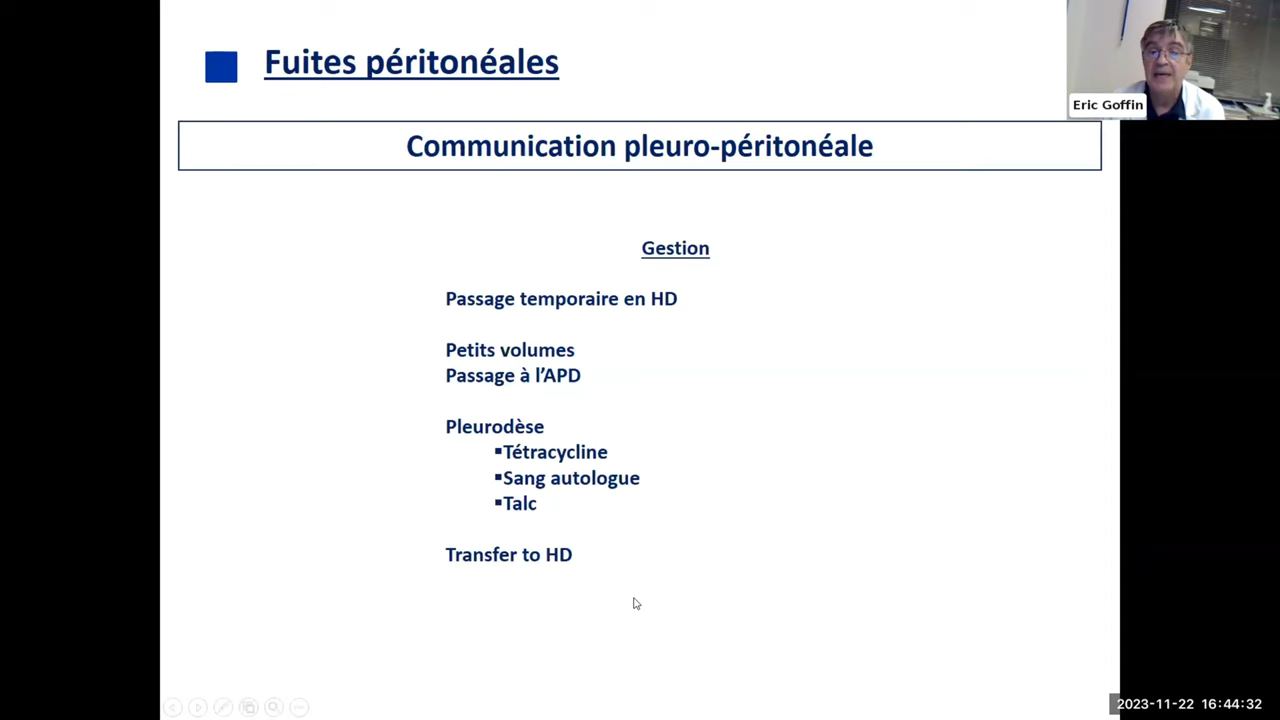 Fuites péritonéales
Eric Goffin
Communication pleuro-péritonéale
Gestion
Passage temporaire en HD
Petits volumes
Passage à l’APD
Pleurodèse
▪Tétracycline
▪Sang autologue
▪Talc
Transfer to HD
2023-11-22 16:44:32